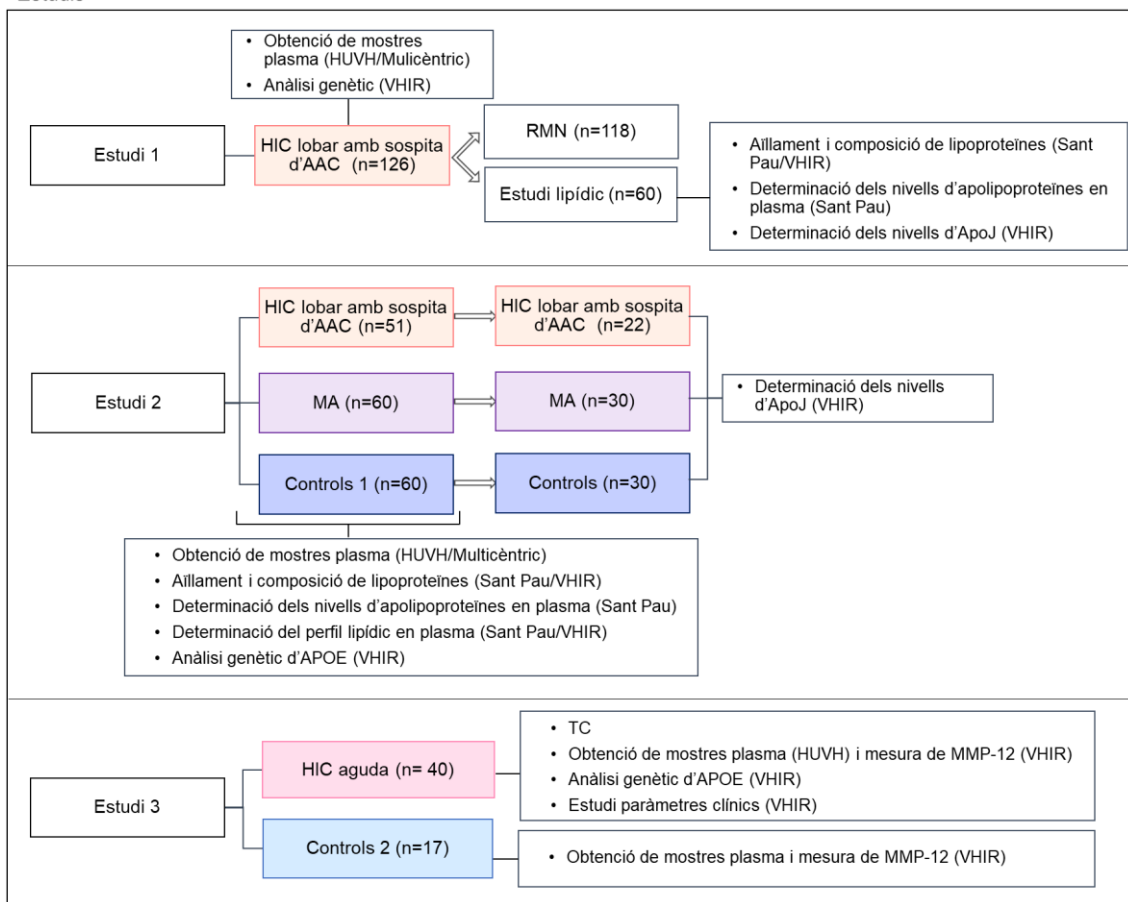 • Obtenció de mostres
plasma (HUVH/Mulicèntric)
• Anàlisi genètic (VHIR)
Estudi 1
HIC lobar amb sospita
d'AAC (n=126)
RMN (n=118)
Estudi lipídic (n=60)
• Aïllament i composició de lipoproteïnes (Sant
Pau/VHIR)
• Determinació dels nivells d'apolipoproteïnes en
plasma (Sant Pau)
• Determinació dels nivells d'ApoJ (VHIR)
Estudi 2
HIC lobar amb sospita
d'AAC (n=51)
HIC lobar amb sospita
d'AAC (n=22)
MA (n=60)
MA (n=30)
Controls 1 (n=60)
Controls (n=30)
• Determinació dels nivells
d'ApoJ (VHIR)
• Obtenció de mostres plasma (HUVH/Multicèntric)
• Aïllament i composició de lipoproteïnes (Sant Pau/VHIR)
• Determinació dels nivells d'apolipoproteïnes en plasma (Sant Pau)
• Determinació del perfil lipídic en plasma (Sant Pau/VHIR)
• Anàlisi genètic d'APOE (VHIR)
Estudi 3
HIC aguda (n= 40)
• TC
• Obtenció de mostres plasma (HUVH) i mesura de MMP-12 (VHIR)
• Anàlisi genètic d'APOE (VHIR)
• Estudi paràmetres clínics (VHIR)
Controls 2 (n=17)
• Obtenció de mostres plasma i mesura de MMP-12 (VHIR)